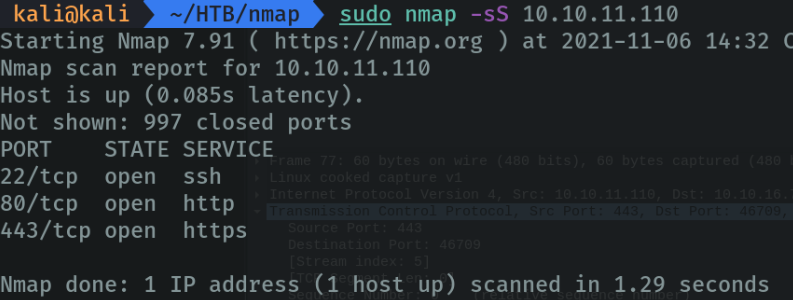 kali@kali ~/HTB/nmap sudo nmap -sS 10.10.11.110
Starting Nmap 7.91 ( https://nmap.org ) at 2021-11-06 14:32 C
Nmap scan report for 10.10.11.110
Host is up (0.085s latency).
Not shown: 997 closed ports
PORT STATE SERVICE
Frame 77: 60 bytes on wire (480 bits), 60 bytes captured (480 b
22/tcp open ssh
Linux cooked capture v1
Internet Protocol Version 4, Src: 10.10.11.110, Dst: 10.10.16.
80/tcp open http
Transmission Control Protocol, Src Port: 443, Dst Port: 46709,
443/tcp open https
Source Port: 443
Destination Port: 46709
[Stream index: 5]
Nmap done: 1 IP address (1 host up) scanned in 1.29 seconds